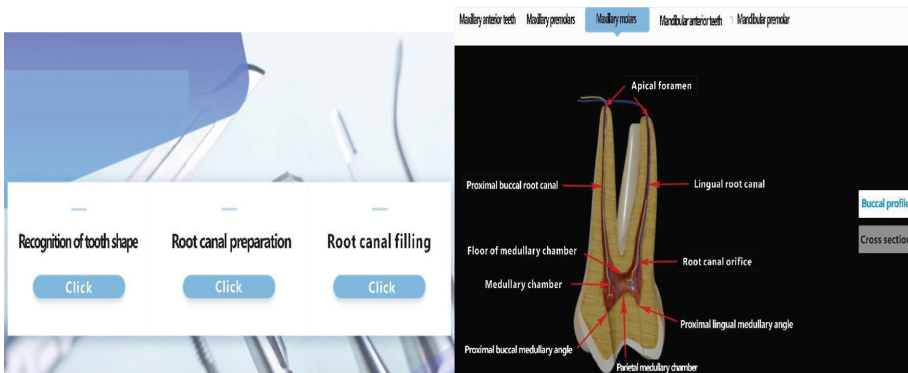 Recognition of tooth shape
Click
Root canal preparation
Click
Root canal filling
Click
Maxillary anterior teeth
Maxillary premolars
Maxillary molars
Mandibular anterior teeth
Mandibular premolar
Apical foramen
Proximal buccal root canal
Lingual root canal
Buccal profile
Cross section
Floor of medullary chamber
Root canal orifice
Medullary chamber
Proximal lingual medullary angle
Proximal buccal medullary angle
Parietal medullary chamber